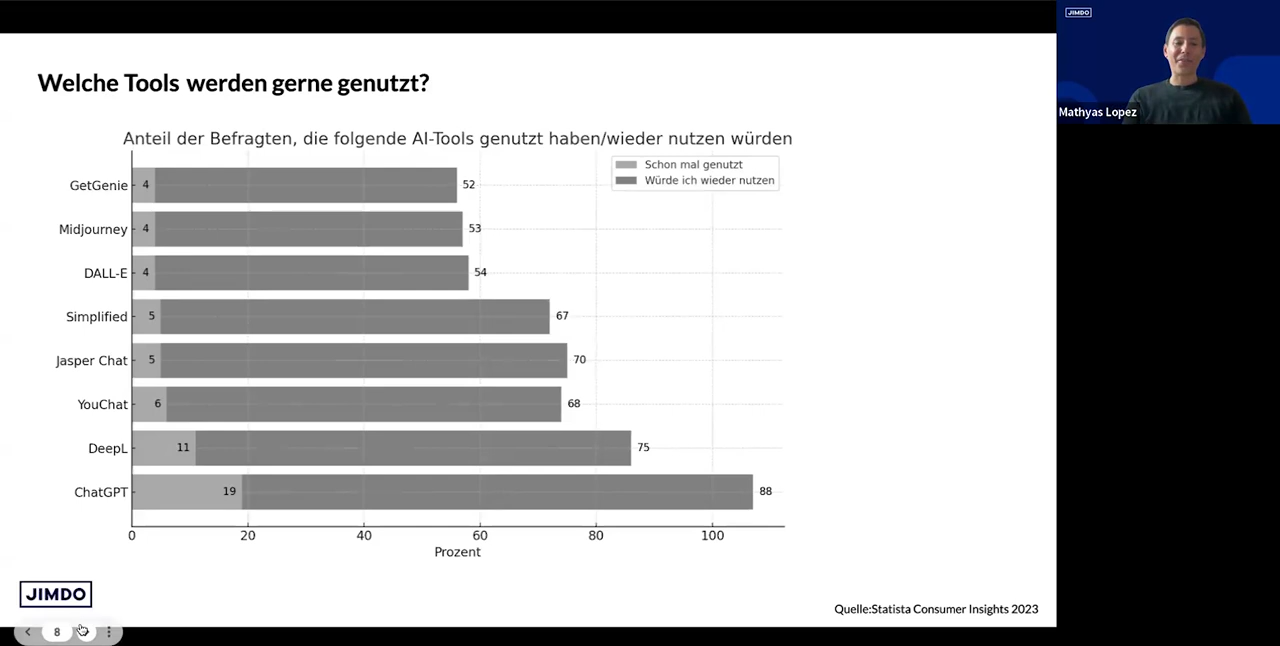 Welche Tools werden gerne genutzt?
Anteil der Befragten, die folgende AI-Tools genutzt haben/wieder nutzen würden
Schon mal genutzt
Würde ich wieder nutzen
GetGenie 4 52
Midjourney 4 53
DALL-E 4 54
Simplified 5 67
Jasper Chat 5 70
YouChat 6 68
DeepL 11 75
ChatGPT 19 88
0 20 40 60 80 100
Prozent
JIMDO
Quelle:Statista Consumer Insights 2023
8
JIMDO
Mathyas Lopez